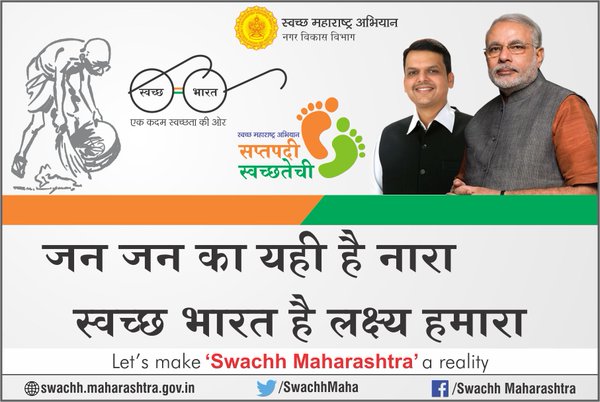 स्वच्छ महाराष्ट्र अभियान
नगर विकास विभाग
स्वच्छ भारत
एक कदम स्वच्छता की ओर
स्वच्छ महाराष्ट्र अभियान
सप्तपदी
स्वच्छतेची
जन जन का यही है नारा
स्वच्छ भारत है लक्ष्य हमारा
Let's make ‘Swachh Maharashtra’ a reality
swachh.maharashtra.gov.in /SwachhMaha /Swachh Maharashtra